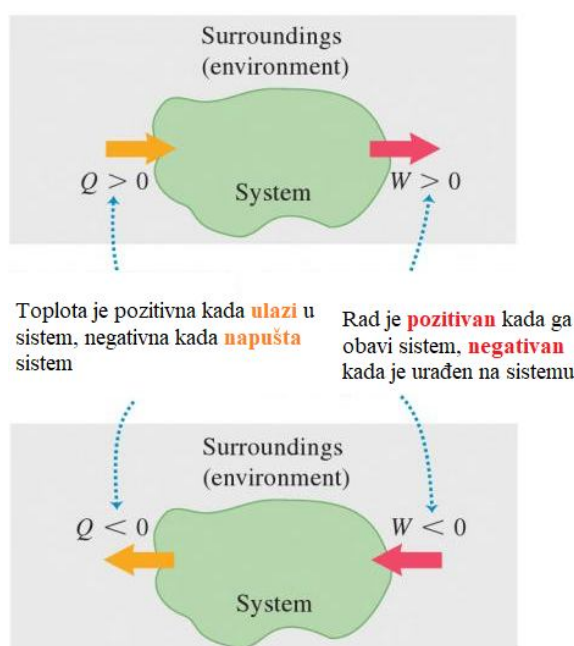 Surroundings
(environment)
Q > 0
W > 0
System
Toplota je pozitivna kada ulazi u
sistem, negativna kada napušta
sistem
Rad je pozitivan kada ga
obavi sistem, negativan
kada je urađen na sistemu
Surroundings
(environment)
Q < 0
W < 0
System